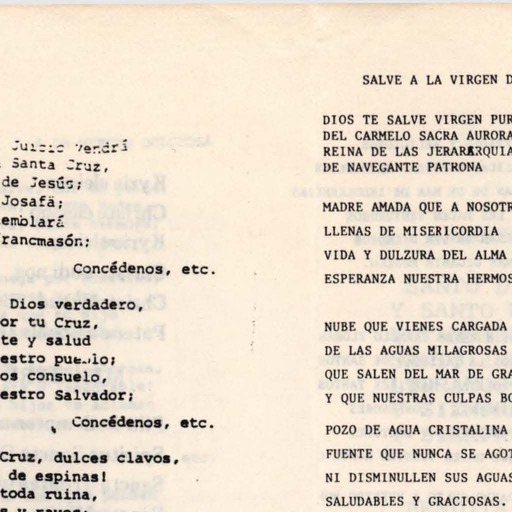 Juicio vendrá
Santa Cruz,
de Jesús;
Josafá;
emblará
francmasón;
Concédenos, etc.
Dios verdadero,
or tu Cruz,
te y salud
estro pueblo;
os consuelo,
estro Salvador;
Concédenos, etc.
Cruz, dulces clavos,
de espinas!
toda ruina,
s y rayos;
SALVE A LA VIRGEN D
DIOS TE SALVE VIRGEN PUR
DEL CARMELO SACRA AURORA
REINA DE LAS JERARRQUIA
DE NAVEGANTE PATRONA
MADRE AMADA QUE A NOSOTR
LLENAS DE MISERICORDIA
VIDA Y DULZURA DEL ALMA
ESPERANZA NUESTRA HERMOS
NUBE QUE VIENES CARGADA
DE LAS AGUAS MILAGROSAS
QUE SALEN DEL MAR DE GRA
Y QUE NUESTRAS CULPAS BO
POZO DE AGUA CRISTALINA
FUENTE QUE NUNCA SE AGOT
NI DISMINULLEN SUS AGUAS
SALUDABLES Y GRACIOSAS.